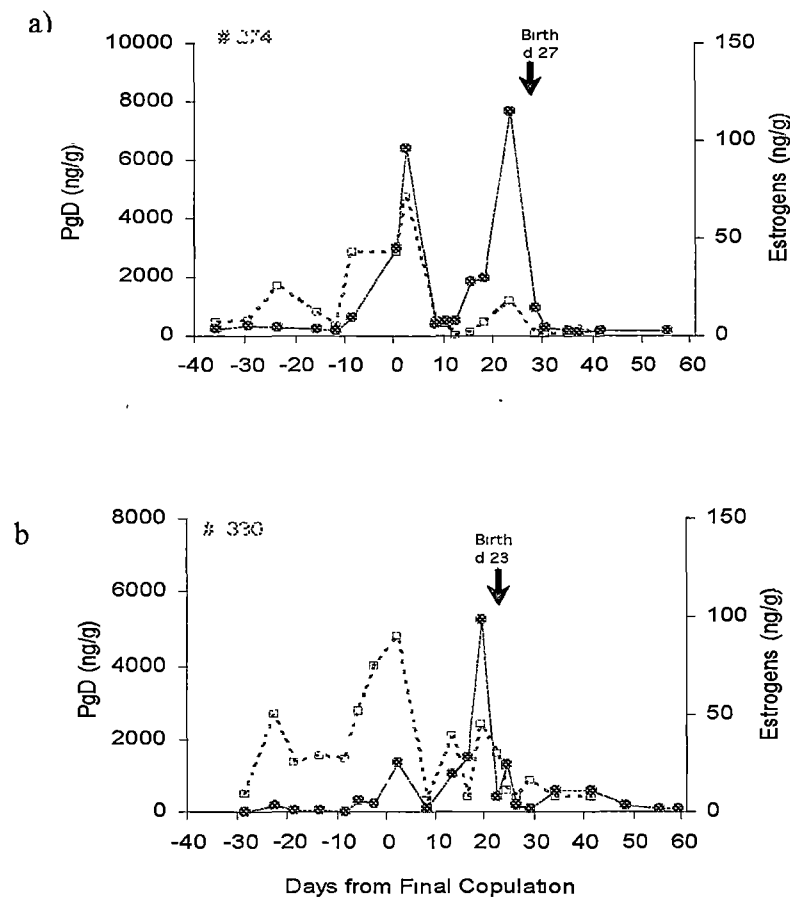 a)
# 374
Birth
d 27
10000
8000
6000
4000
2000
0
PgD (ng/g)
150
100
50
0
Estrogens (ng/g)
-40 -30 -20 -10 0 10 20 30 40 50 60
b
# 330
Birth
d 23
8000
6000
4000
2000
0
PgD (ng/g)
150
100
50
0
Estrogens (ng/g)
-40 -30 -20 -10 0 10 20 30 40 50 60
Days from Final Copulation